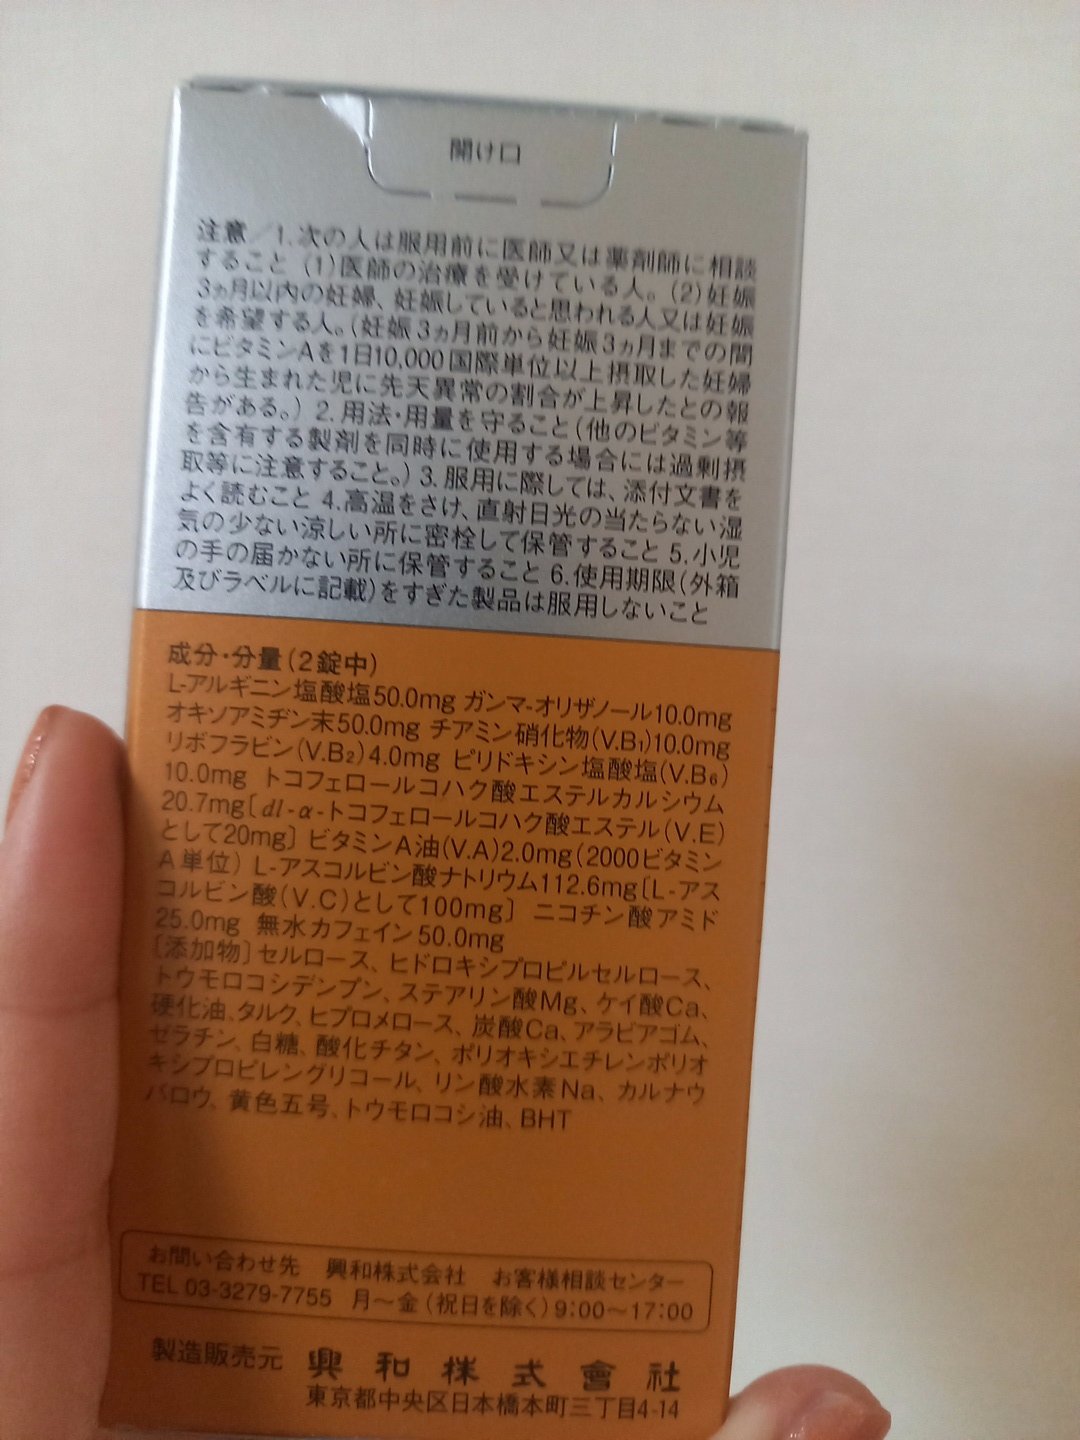 開け口
注意／1.次の人は服用前に医師又は薬剤師に相談
すること (1)医師の治療を受けている人。(2)妊娠
3ヵ月以内の妊婦、妊娠していると思われる人又は妊娠
を希望する人。(妊娠3ヵ月前から妊娠3ヵ月までの間
にビタミンAを1日10,000国際単位以上摂取した妊婦
から生まれた児に先天異常の割合が上昇したとの報
告がある。) 2.用法・用量を守ること(他のビタミン等
を含有する製剤を同時に使用する場合には過剰摂
取等に注意すること。) 3.服用に際しては、添付文書を
よく読むこと 4.高温をさけ、直射日光の当たらない湿
気の少ない涼しい所に密栓して保管すること 5.小児
の手の届かない所に保管すること 6.使用期限(外箱
及びラベルに記載)をすぎた製品は服用しないこと
成分・分量(2錠中)
L-アルギニン塩酸塩50.0mg ガンマ-オリザノール10.0mg
オキソアミヂン末50.0mg チアミン硝化物(V.B₁)10.0mg
リボフラビン(V.B₂)4.0mg ピリドキシン塩酸塩(V.B₆)
10.0mg トコフェロールコハク酸エステルカルシウム
20.7mg〔dl-α-トコフェロールコハク酸エステル(V.E)
として20mg〕 ビタミンA油(V.A)2.0mg(2000ビタミン
A単位) L-アスコルビン酸ナトリウム112.6mg〔L-アス
コルビン酸(V.C)として100mg〕 ニコチン酸アミド
25.0mg 無水カフェイン50.0mg
〔添加物〕セルロース、ヒドロキシプロピルセルロース、
トウモロコシデンプン、ステアリン酸Mg、ケイ酸Ca、
硬化油、タルク、ヒプロメロース、炭酸Ca、アラビアゴム、
ゼラチン、白糖、酸化チタン、ポリオキシエチレンポリオ
キシプロピレングリコール、リン酸水素Na、カルナウ
バロウ、黄色五号、トウモロコシ油、BHT
お問い合わせ先 興和株式会社 お客様相談センター
TEL 03-3279-7755 月～金(祝日を除く)9:00～17:00
製造販売元 興和株式會社
東京都中央区日本橋本町三丁目4-14